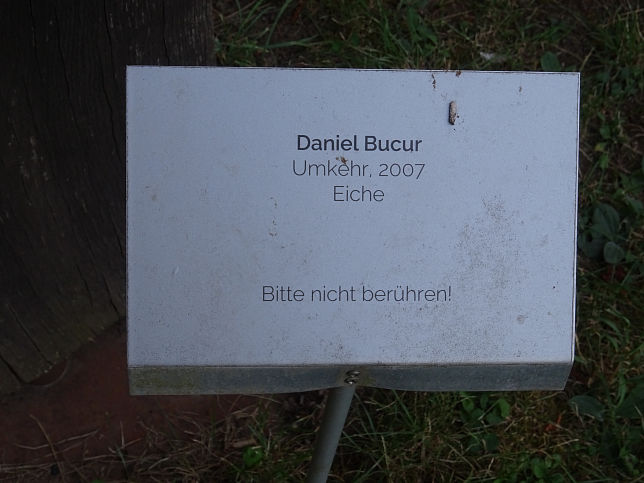 Daniel Bucur
Umkehr, 2007
Eiche
Bitte nicht berühren!